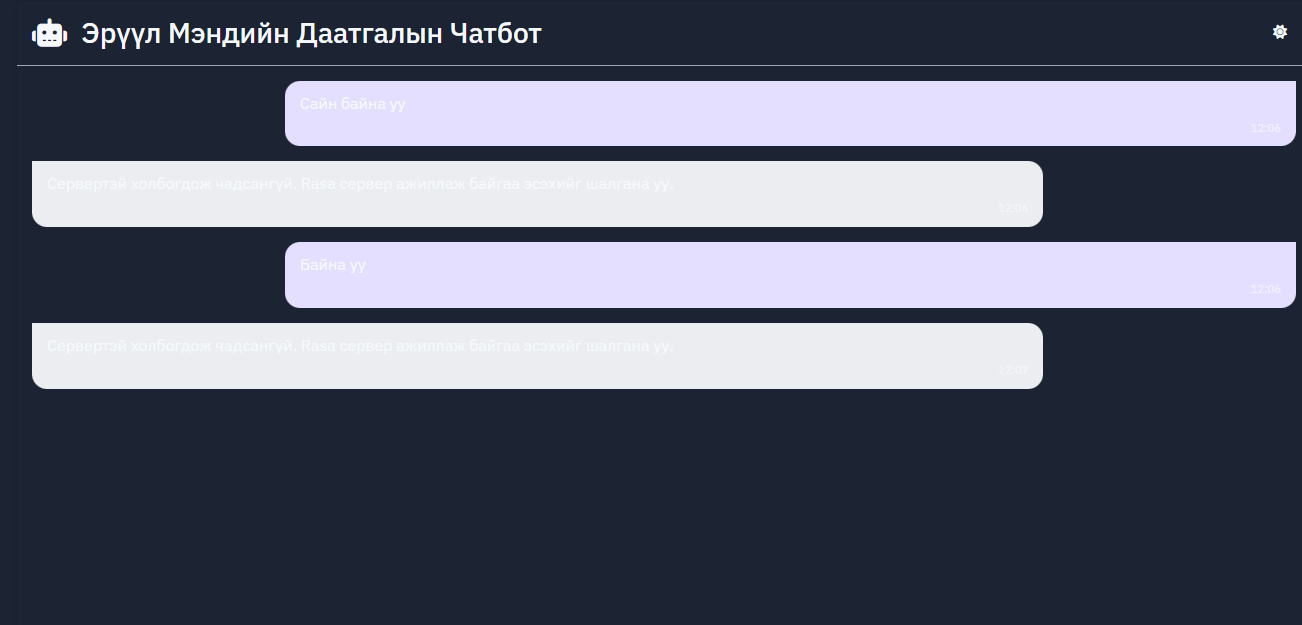 Эрүүл Мэндийн Даатгалын Чатбот
Сайн байна уу
12:06
Сервертэй холбогдож чадсангүй. Rasa сервер ажиллаж байгаа эсэхийг шалгана уу.
12:06
Байна уу
12:06
Сервертэй холбогдож чадсангүй. Rasa сервер ажиллаж байгаа эсэхийг шалгана уу.
12:07